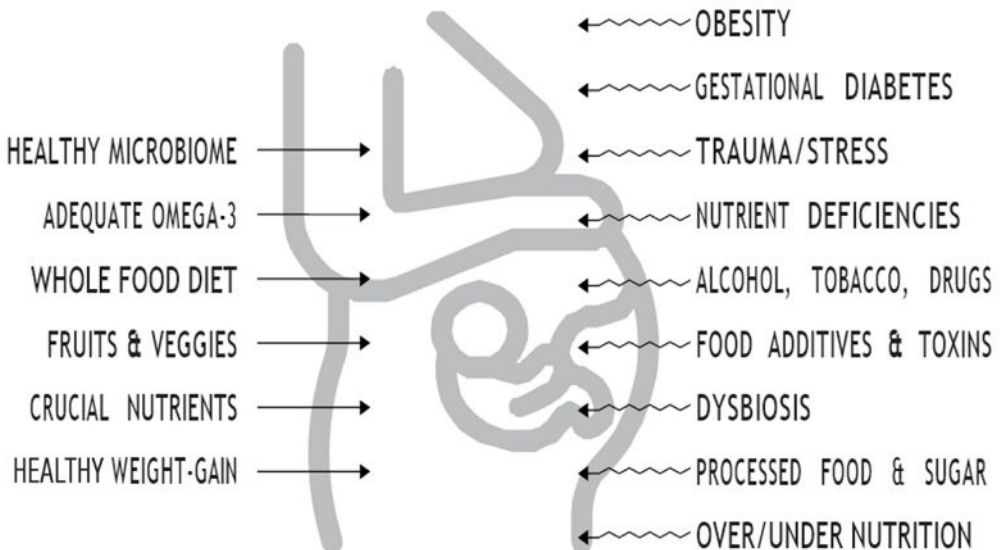 HEALTHY MICROBIOME
ADEQUATE OMEGA-3
WHOLE FOOD DIET
FRUITS & VEGGIES
CRUCIAL NUTRIENTS
HEALTHY WEIGHT-GAIN
OBESITY
GESTATIONAL DIABETES
TRAUMA/STRESS
NUTRIENT DEFICIENCIES
ALCOHOL, TOBACCO, DRUGS
FOOD ADDITIVES & TOXINS
DYSBIOSIS
PROCESSED FOOD & SUGAR
OVER/UNDER NUTRITION